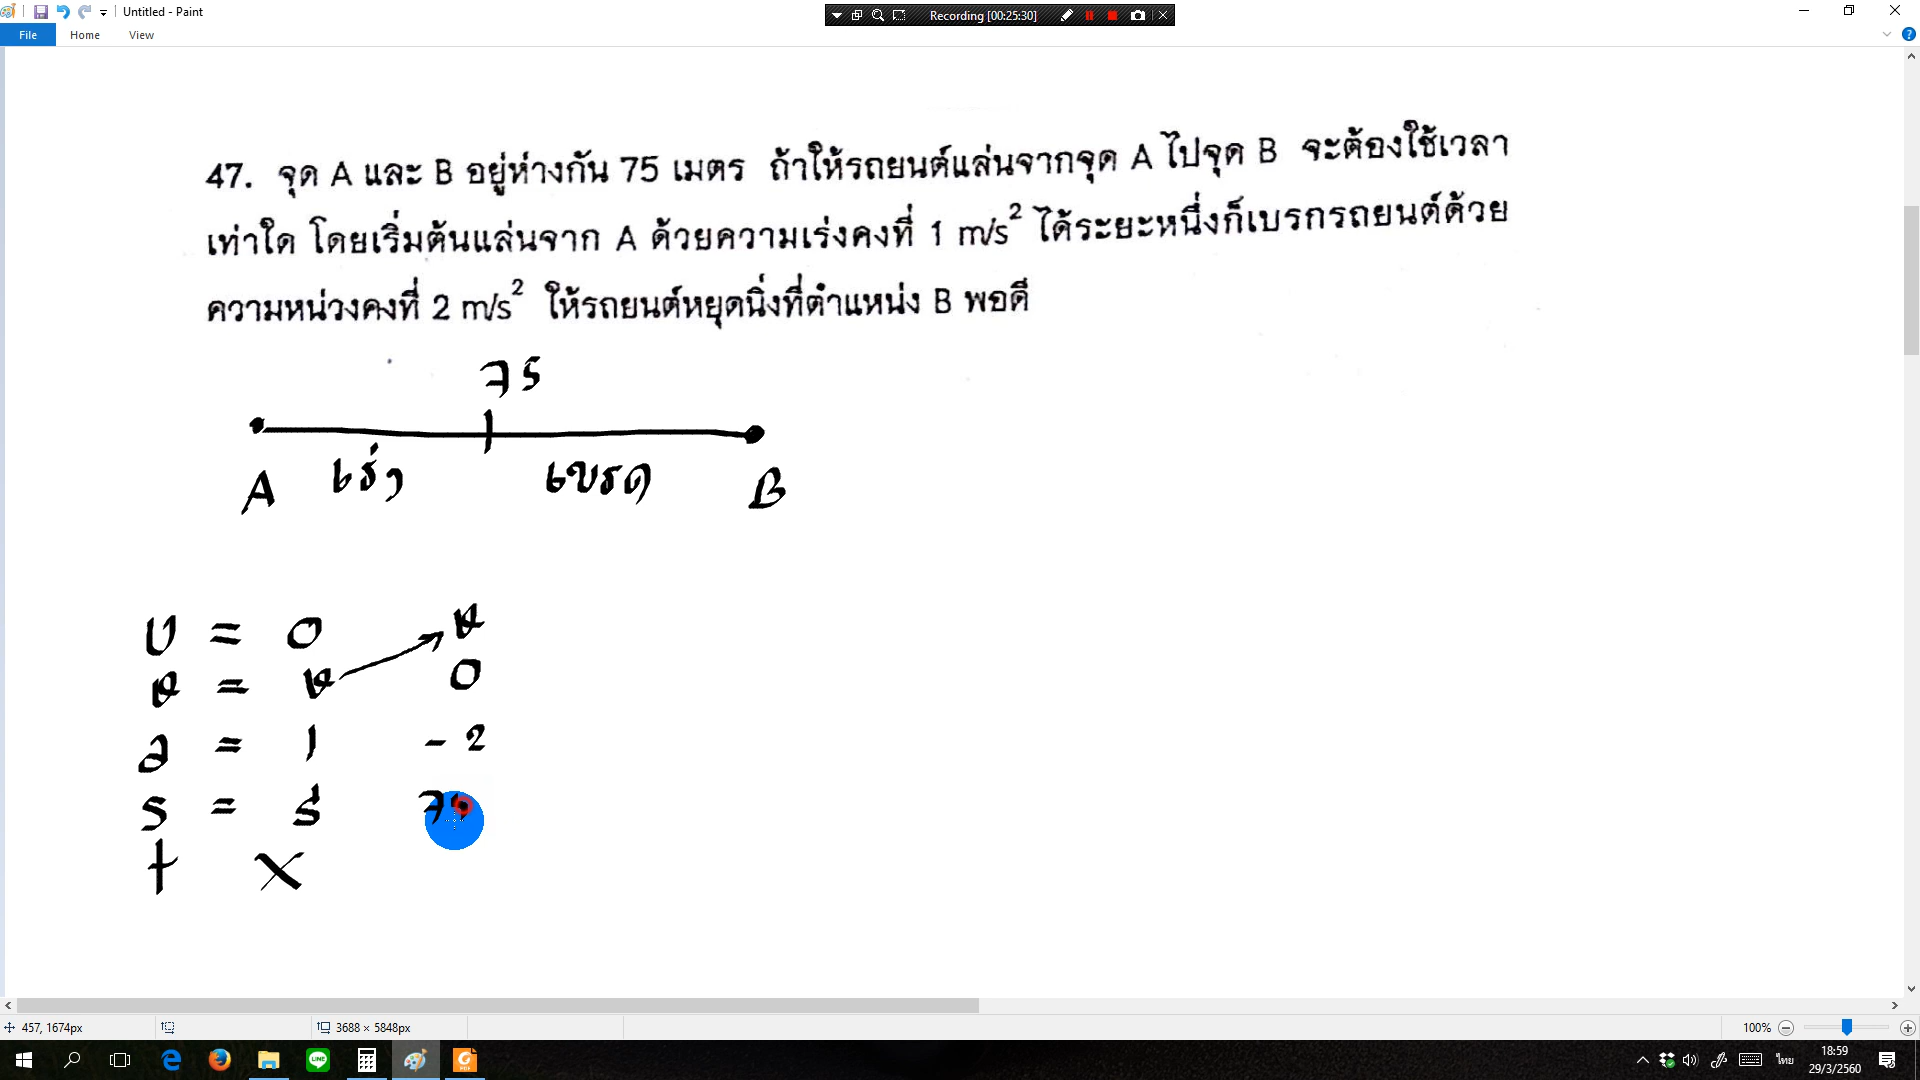 Untitled - Paint
Recording [00:25:30]
File Home View
47. จุด A และ B อยู่ห่างกัน 75 เมตร ถ้าให้รถยนต์แล่นจากจุด A ไปจุด B จะต้องใช้เวลา
เท่าใด โดยเริ่มต้นแล่นจาก A ด้วยความเร่งคงที่ 1 m/s² ได้ระยะหนึ่งก็เบรกรถยนต์ด้วย
ความหน่วงคงที่ 2 m/s² ให้รถยนต์หยุดนิ่งที่ตำแหน่ง B พอดี
75
A เร่ง เบรด B
U = 0 v
v = v 0
a = 1 - 2
s = s
t X
457, 1674px 3688 × 5848px 100%
18:59
ไทย
29/3/2560